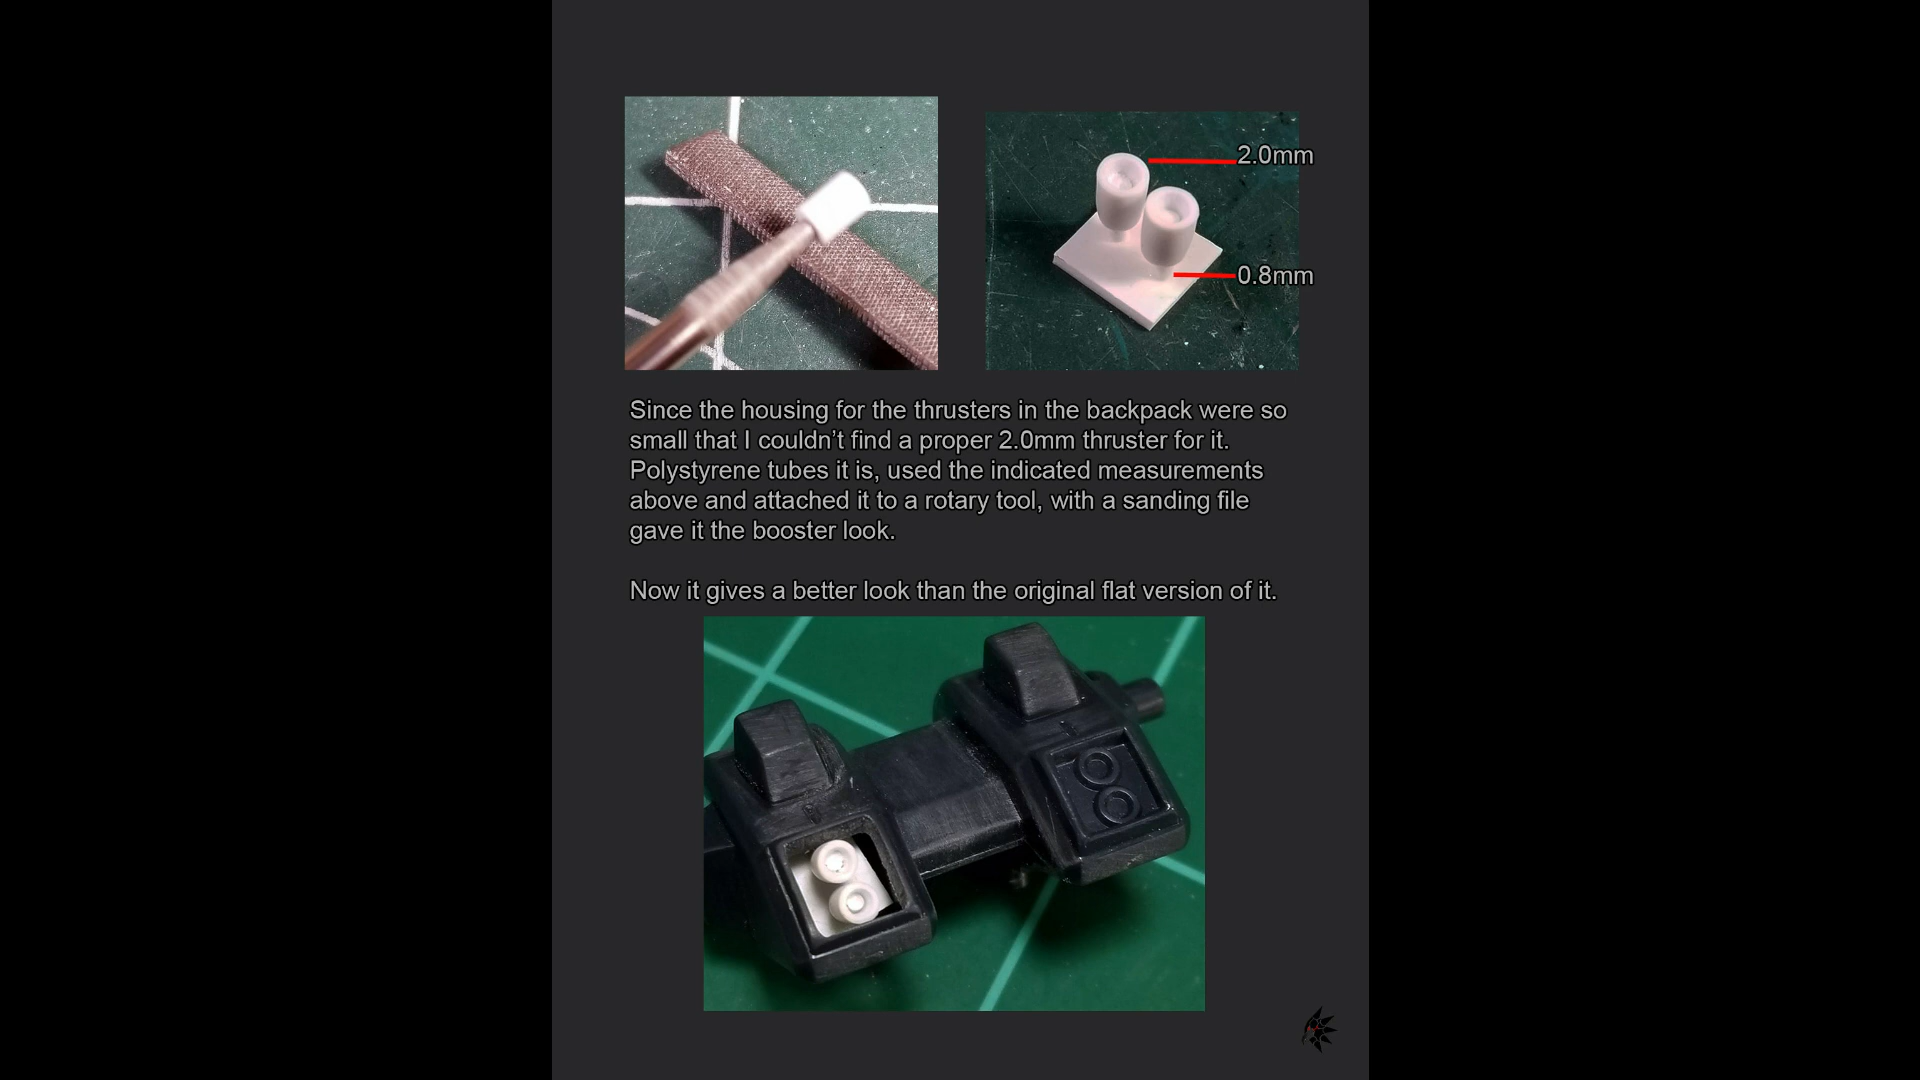 2.0mm
0.8mm
Since the housing for the thrusters in the backpack were so
small that I couldn’t find a proper 2.0mm thruster for it.
Polystyrene tubes it is, used the indicated measurements
above and attached it to a rotary tool, with a sanding file
gave it the booster look.
Now it gives a better look than the original flat version of it.